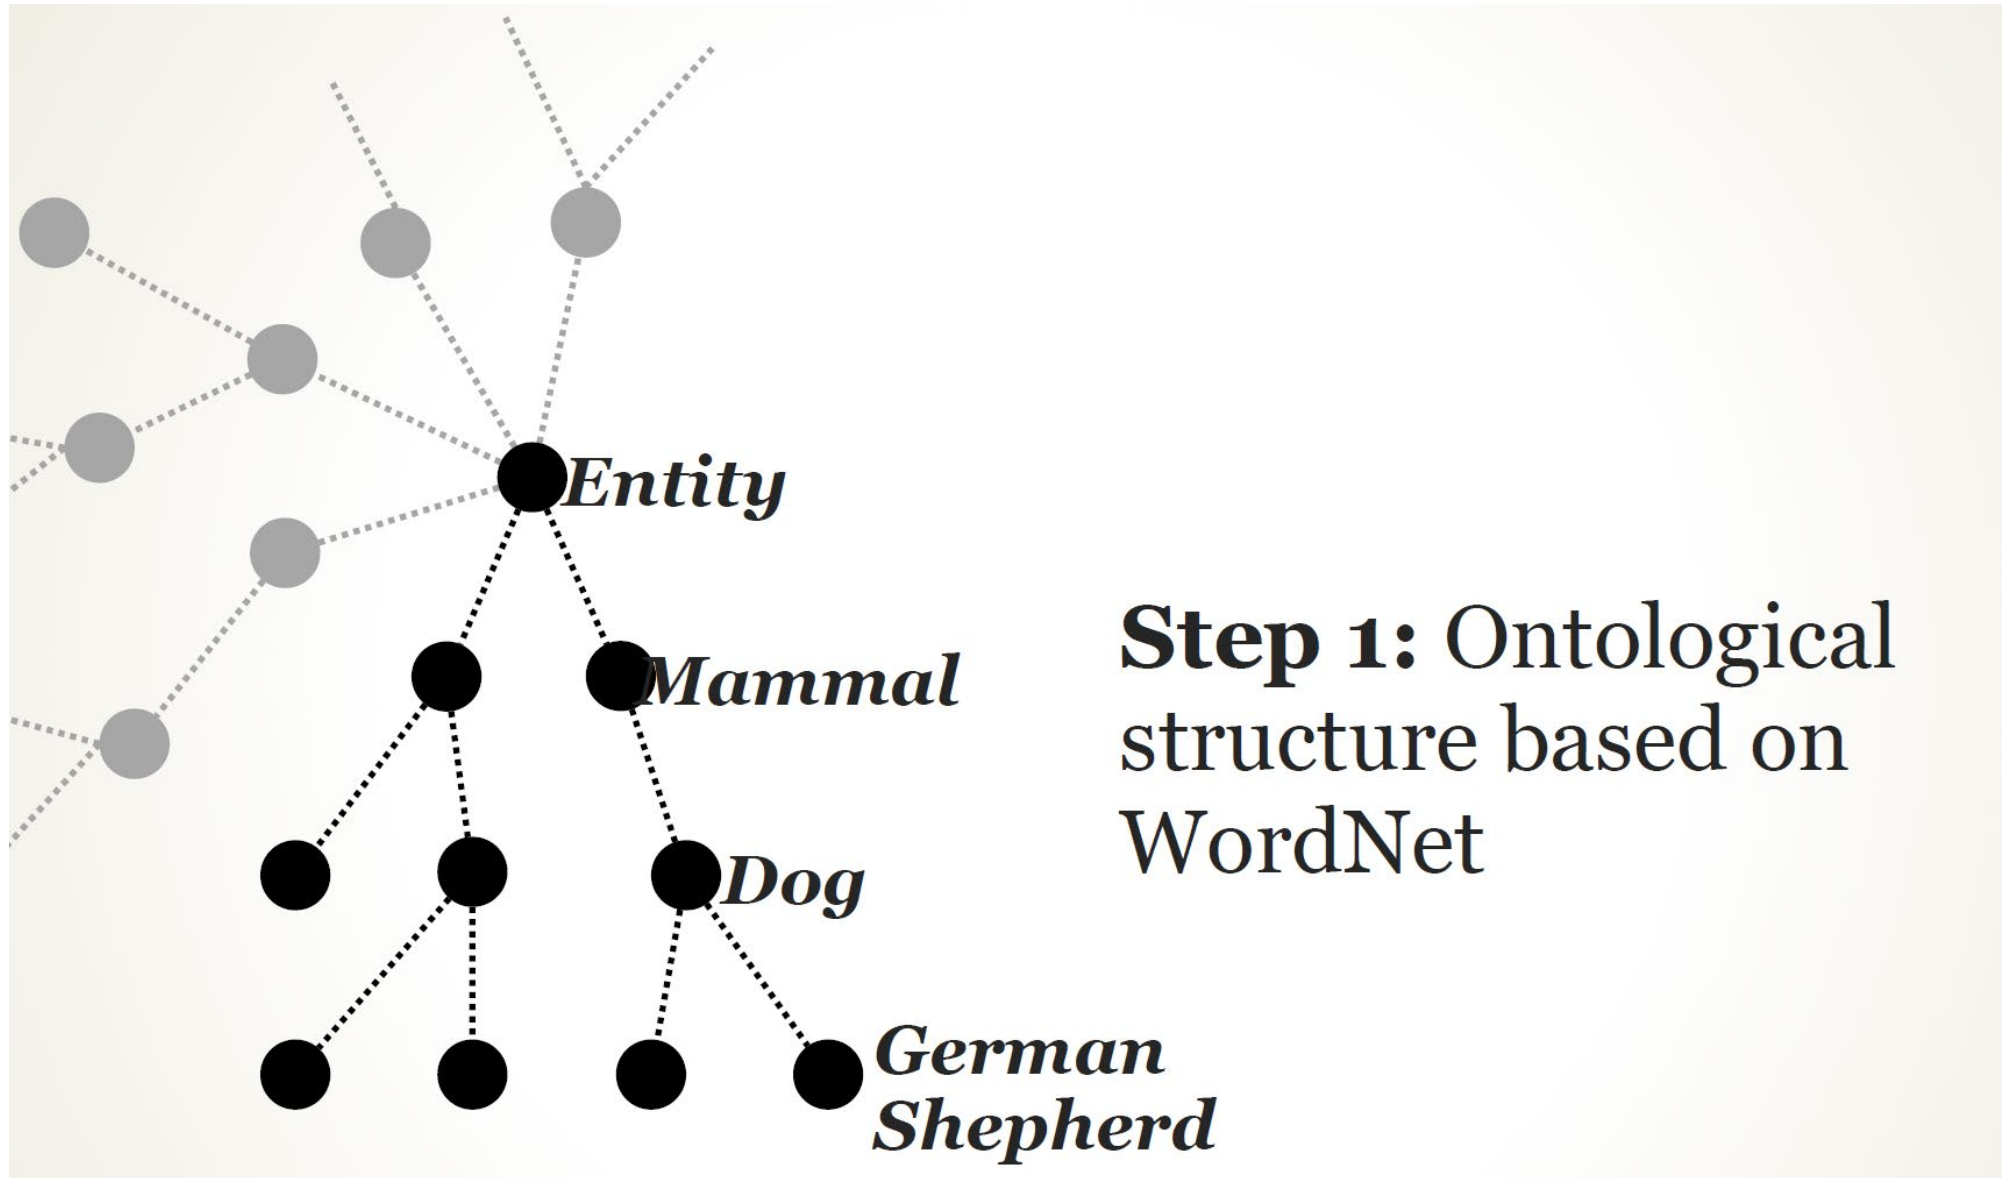 Entity
Mammal
Dog
German
Shepherd
Step 1: Ontological
structure based on
WordNet